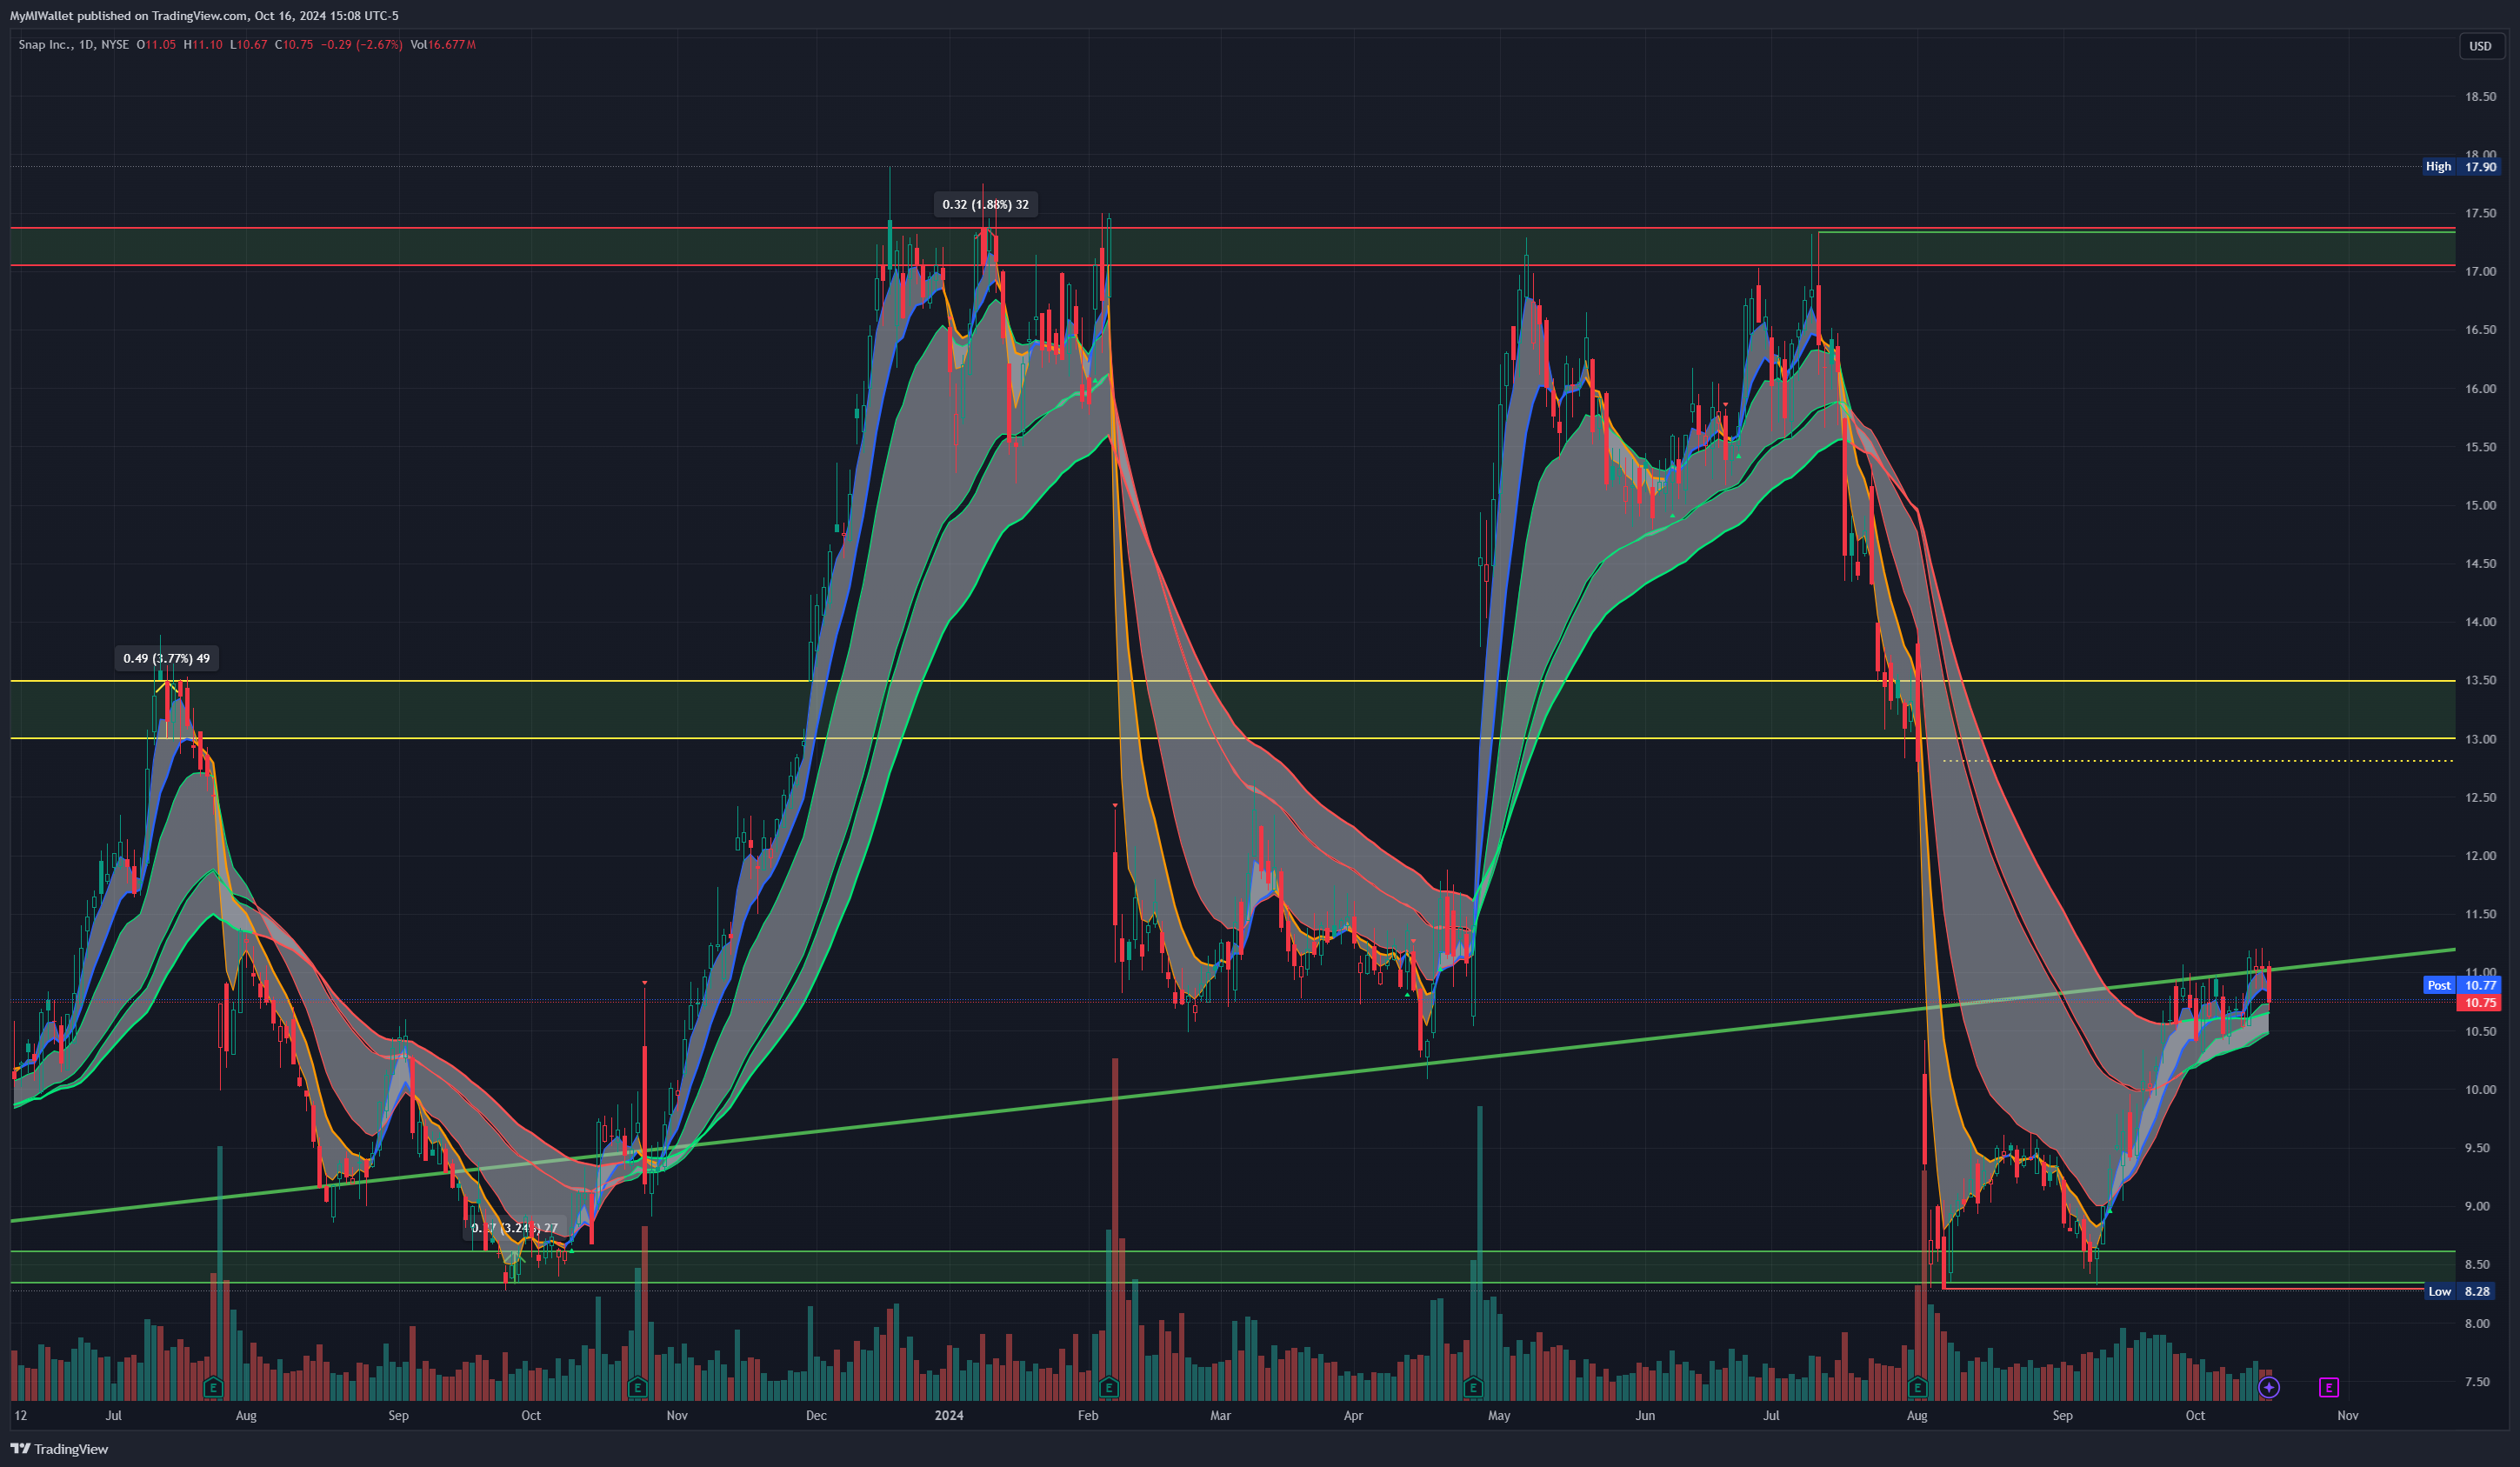 MyMIWallet published on TradingView.com, Oct 16, 2024 15:08 UTC-5
Snap Inc., 1D, NYSE O11.05 H11.10 L10.67 C10.75 −0.29 (−2.67%) Vol16.677M
USD
18.50
18.00
High 17.90
0.32 (1.88%) 32
17.50
17.00
16.50
16.00
15.50
15.00
14.50
14.00
0.49 (3.77%) 49
13.50
13.00
12.50
12.00
11.50
11.00
Post 10.77
10.75
10.50
10.00
9.50
9.00
(3.24%) 27
8.50
Low 8.28
8.00
7.50
E E E E E E
12 Jul Aug Sep Oct Nov Dec 2024 Feb Mar Apr May Jun Jul Aug Sep Oct Nov
TradingView